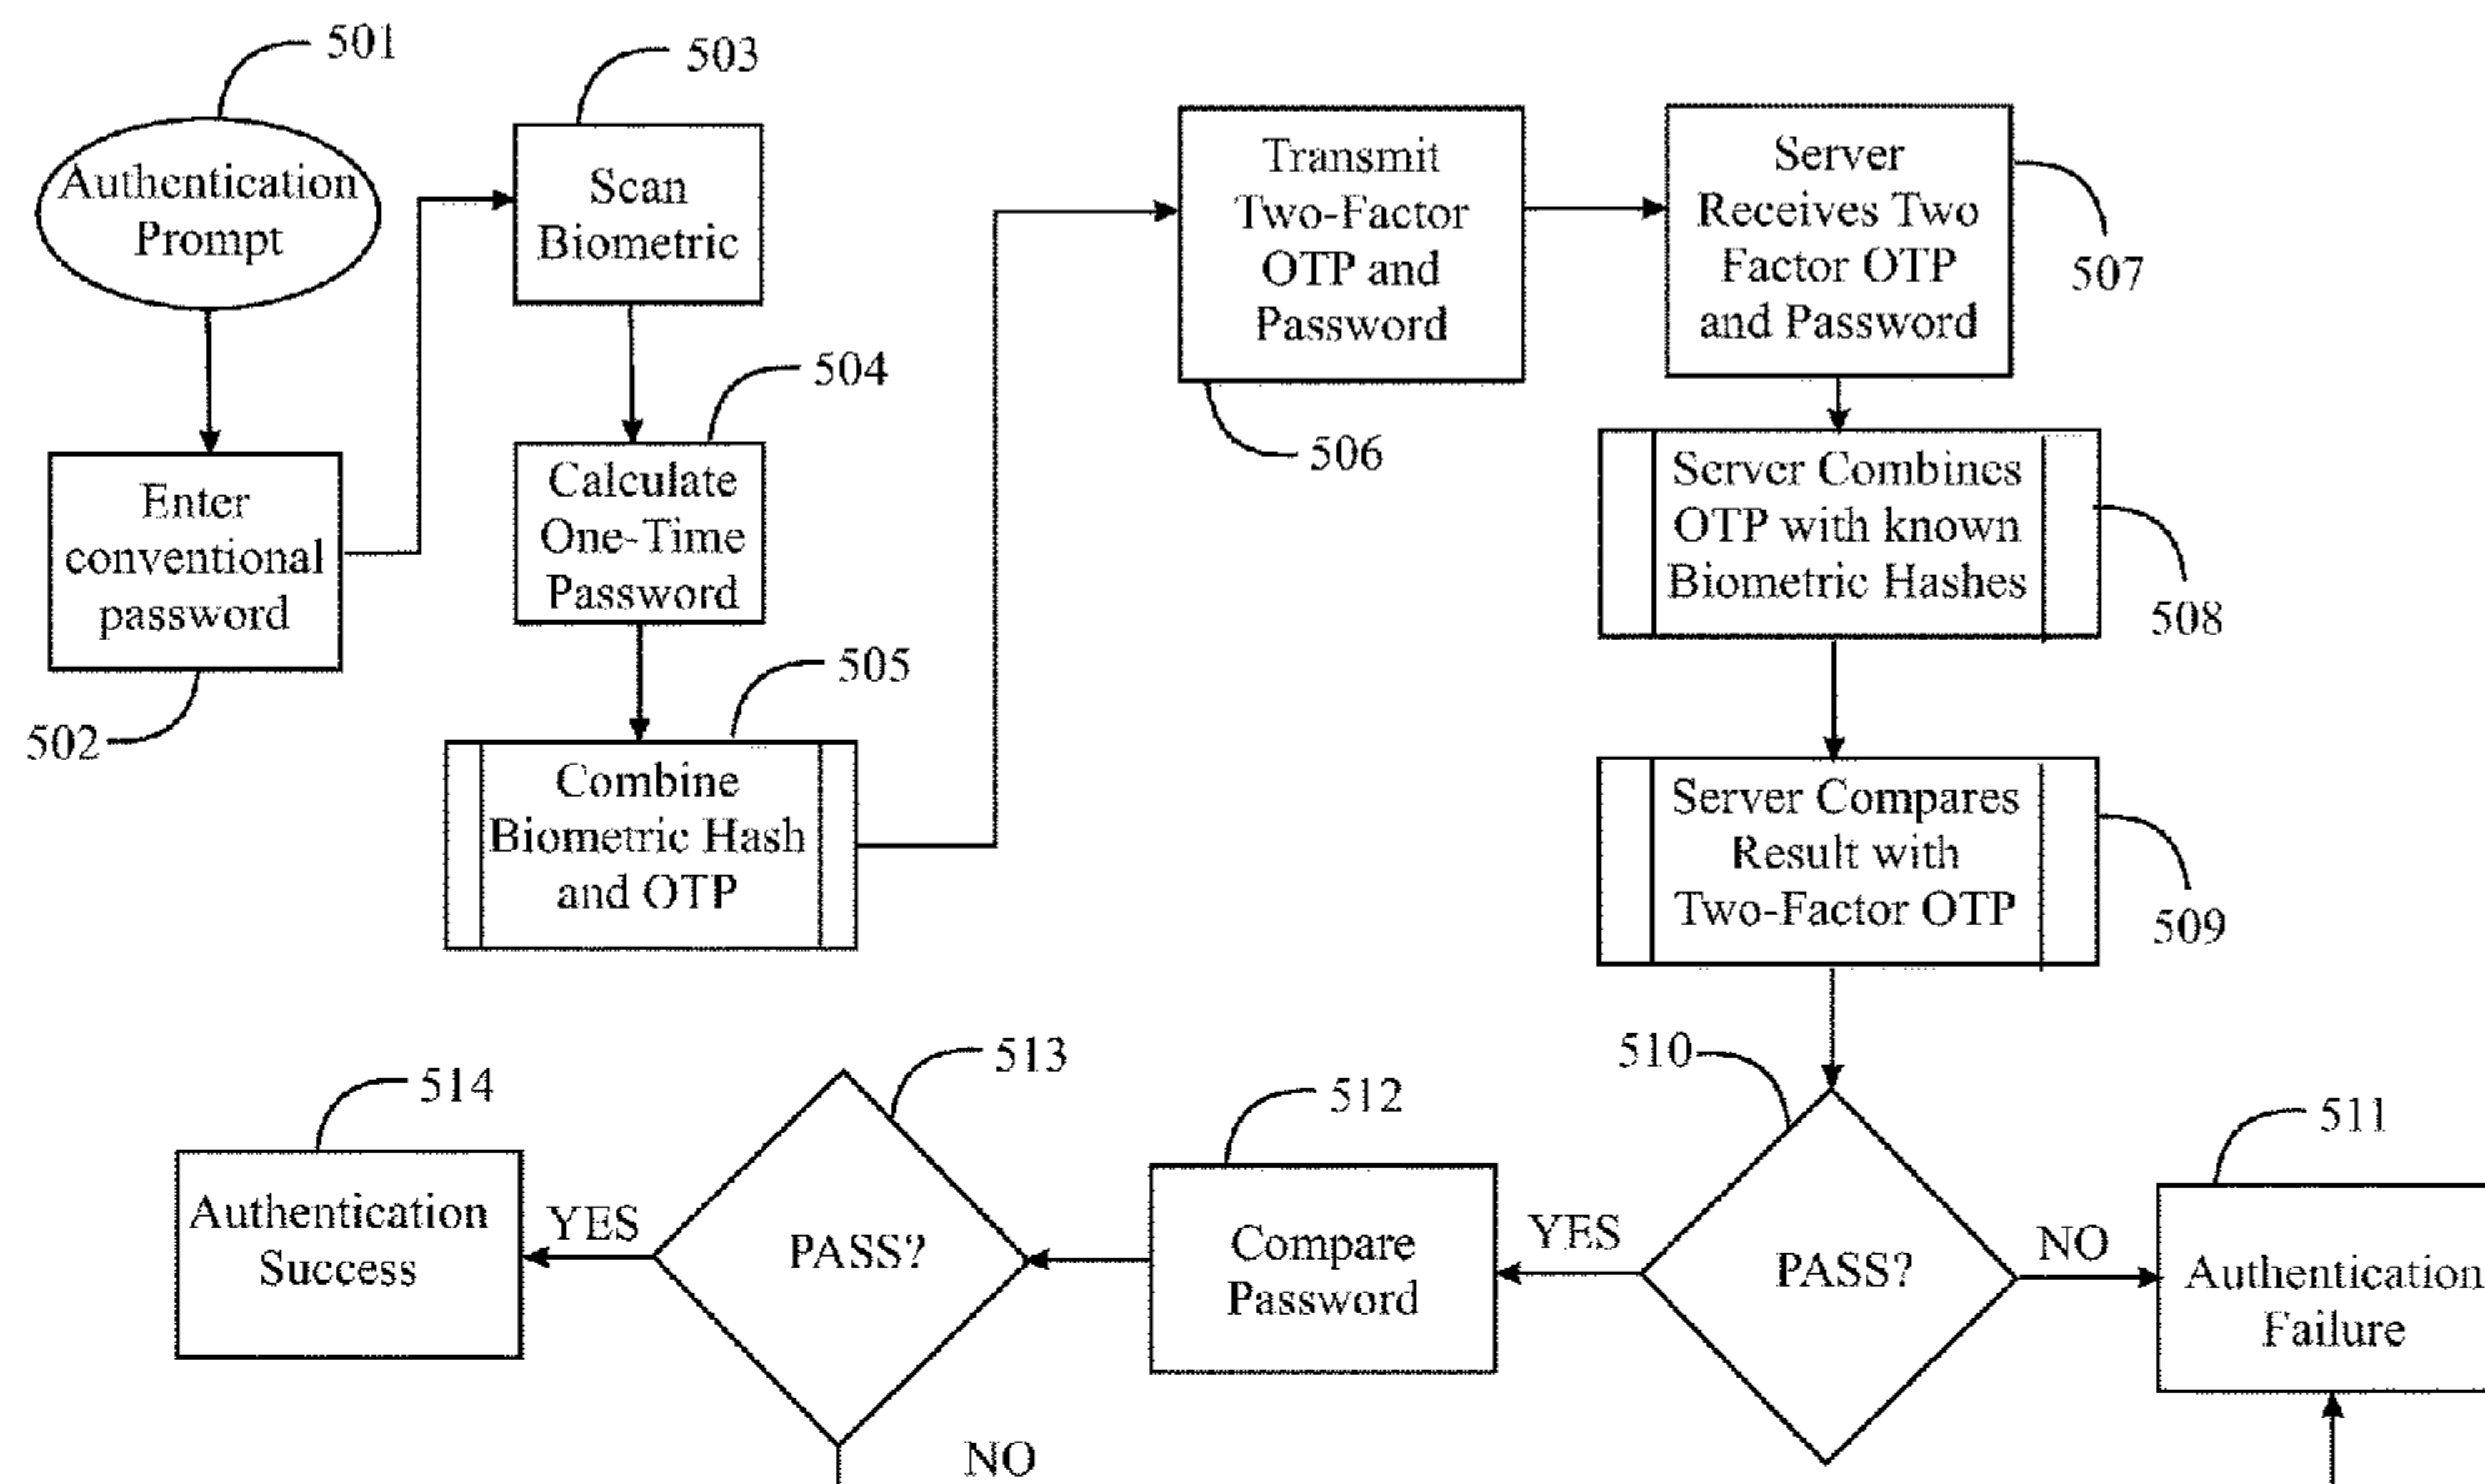 501
Authentication
Prompt
Enter
conventional
password
502
503
Scan
Biometric
504
Calculate
One-Time
Password
505
Combine
Biometric Hash
and OTP
Transmit
Two-Factor
OTP and
Password
506
Server
Receives Two
Factor OTP
and Password
507
Server Combines
OTP with known
Biometric Hashes
508
Server Compares
Result with
Two-Factor OTP
509
510
PASS?
NO
511
Authentication
Failure
YES
512
Compare
Password
513
PASS?
NO
YES
514
Authentication
Success